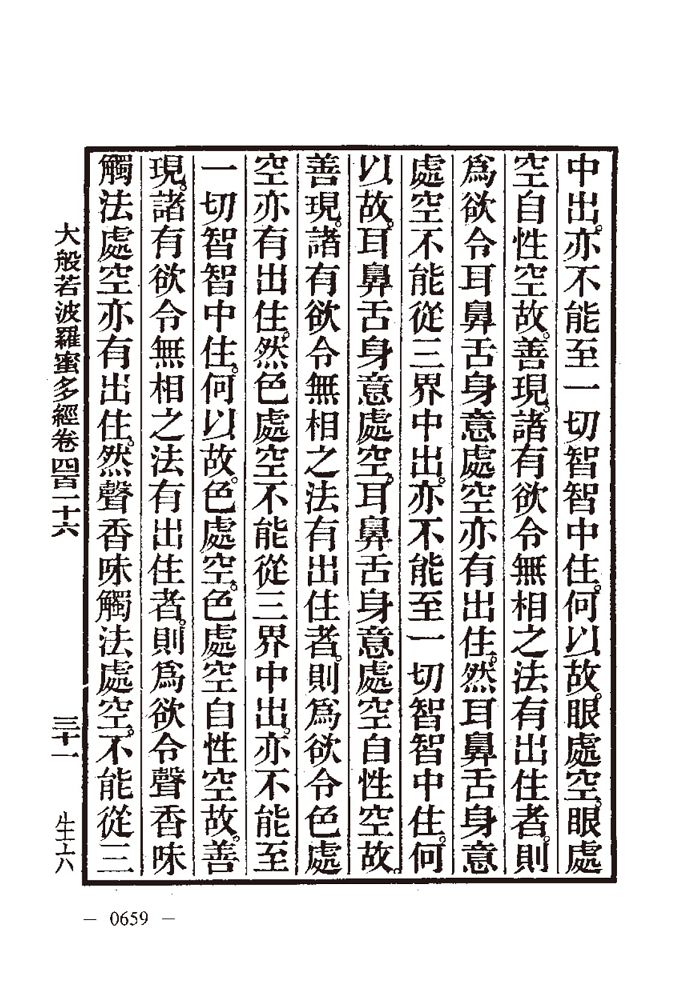 中出。亦不能至一切智智中住。何以故。眼處空。眼處
空自性空故。善現。諸有欲令無相之法有出住者。則
爲欲令耳鼻舌身意處空亦有出住。然耳鼻舌身意
處空不能從三界中出。亦不能至一切智智中住。何
以故。耳鼻舌身意處空。耳鼻舌身意處空自性空故。
善現。諸有欲令無相之法有出住者。則爲欲令色處
空亦有出住。然色處空不能從三界中出。亦不能至
一切智智中住。何以故。色處空。色處空自性空故。善
現。諸有欲令無相之法有出住者。則爲欲令聲香味
觸法處空亦有出住。然聲香味觸法處空。不能從三
大般若波羅蜜多經卷四百一十六
三十一
生六
— 0659 —